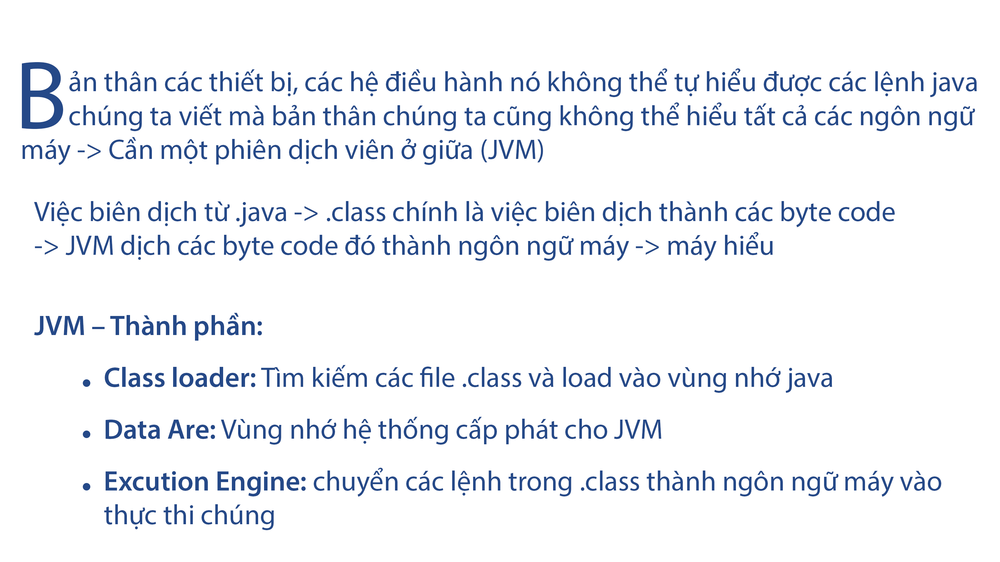 Bản thân các thiết bị, các hệ điều hành nó không thể tự hiểu được các lệnh java
chúng ta viết mà bản thân chúng ta cũng không thể hiểu tất cả các ngôn ngữ
máy -> Cần một phiên dịch viên ở giữa (JVM)
Việc biên dịch từ .java -> .class chính là việc biên dịch thành các byte code
-> JVM dịch các byte code đó thành ngôn ngữ máy -> máy hiểu
JVM – Thành phần:
• Class loader: Tìm kiếm các file .class và load vào vùng nhớ java
• Data Are: Vùng nhớ hệ thống cấp phát cho JVM
• Excution Engine: chuyển các lệnh trong .class thành ngôn ngữ máy vào
thực thi chúng